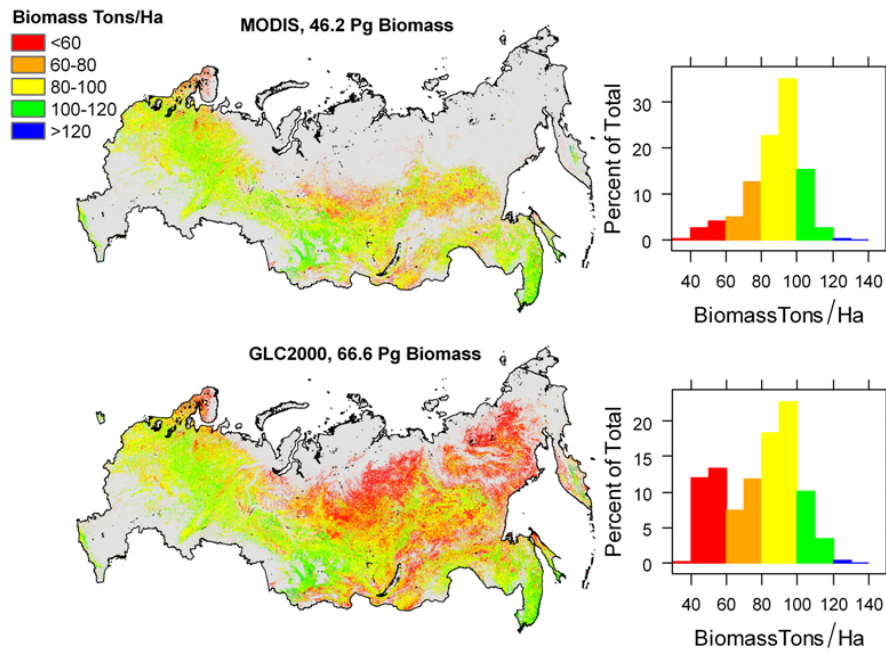 Biomass Tons/Ha
<60
60-80
80-100
100-120
>120
MODIS, 46.2 Pg Biomass
Percent of Total
30
20
10
0
40 60 80 100 120 140
BiomassTons/Ha
GLC2000, 66.6 Pg Biomass
Percent of Total
20
15
10
5
0
40 60 80 100 120 140
BiomassTons/Ha